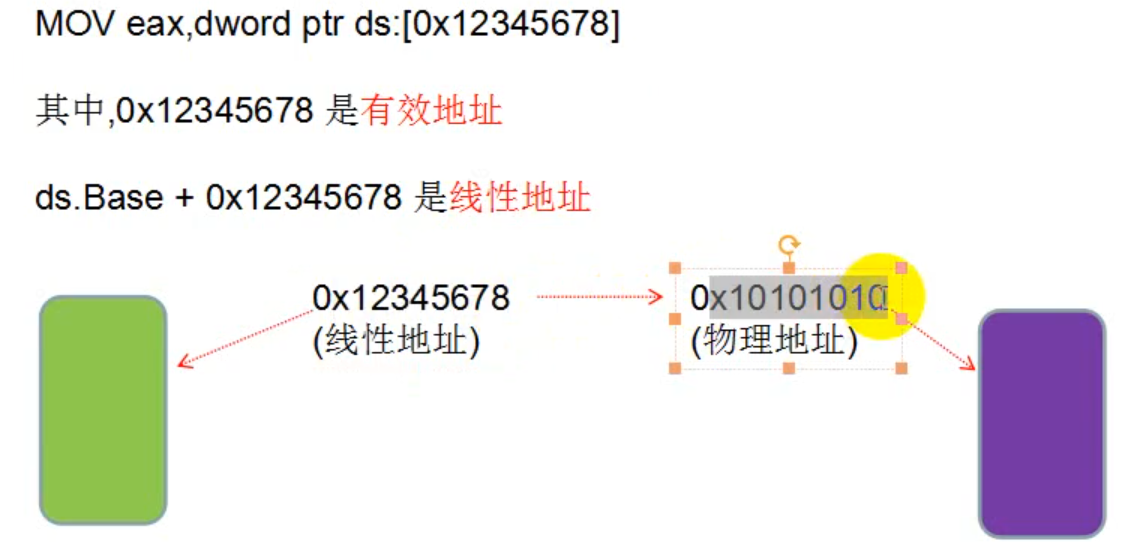 MOV eax,dword ptr ds:[0x12345678]
其中,0x12345678 是有效地址
ds.Base + 0x12345678 是线性地址
0x12345678
(线性地址)
0x10101010
(物理地址)